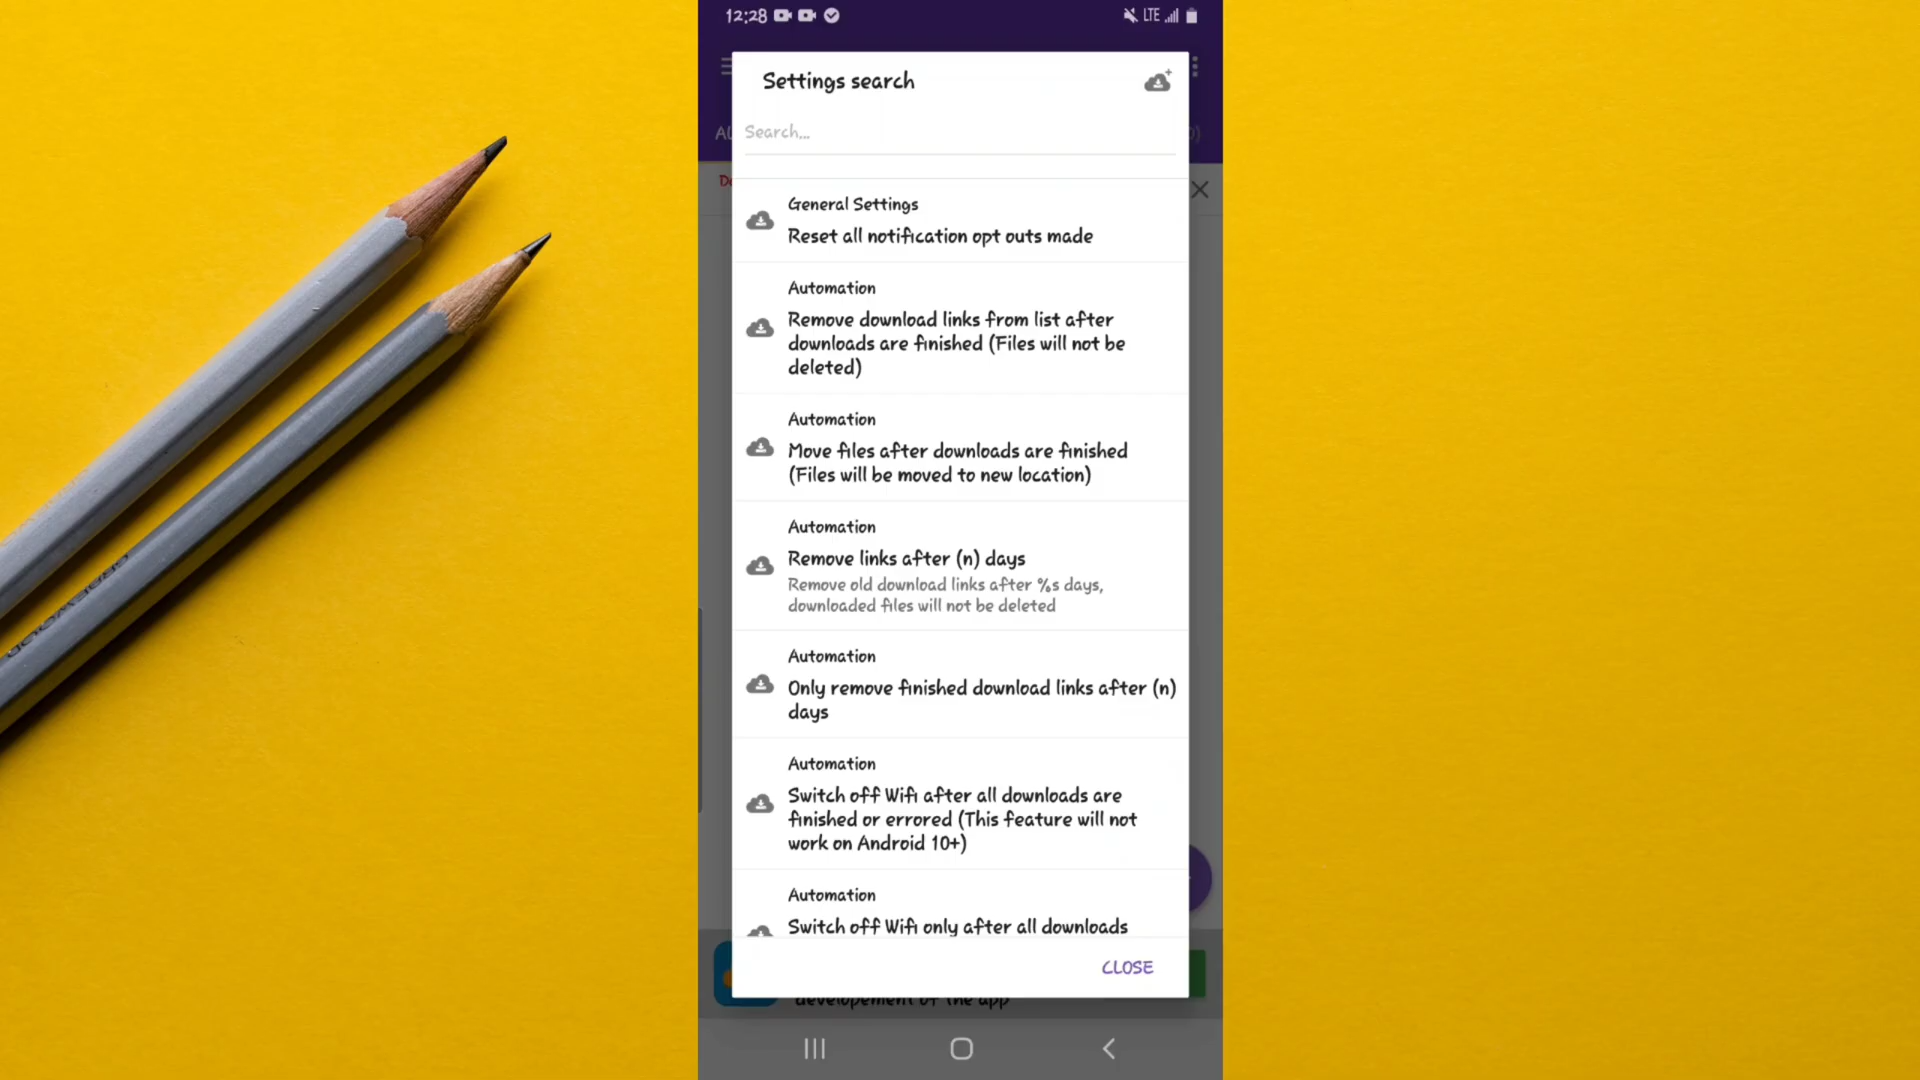 12:28
LTE
Settings search
Search...
General Settings
Reset all notification opt outs made
Automation
Remove download links from list after
downloads are finished (Files will not be
deleted)
Automation
Move files after downloads are finished
(Files will be moved to new location)
Automation
Remove links after (n) days
Remove old download links after %s days,
downloaded files will not be deleted
Automation
Only remove finished download links after (n)
days
Automation
Switch off Wifi after all downloads are
finished or errored (This feature will not
work on Android 10+)
Automation
Switch off Wifi only after all downloads
CLOSE
developement of the app